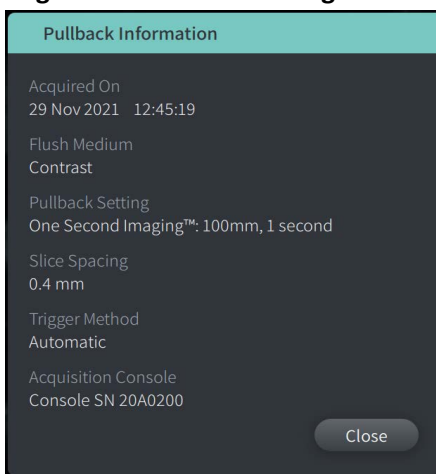 Pullback Information
Acquired On
29 Nov 2021 12:45:19
Flush Medium
Contrast
Pullback Setting
One Second Imaging™: 100mm, 1 second
Slice Spacing
0.4 mm
Trigger Method
Automatic
Acquisition Console
Console SN 20A0200
Close